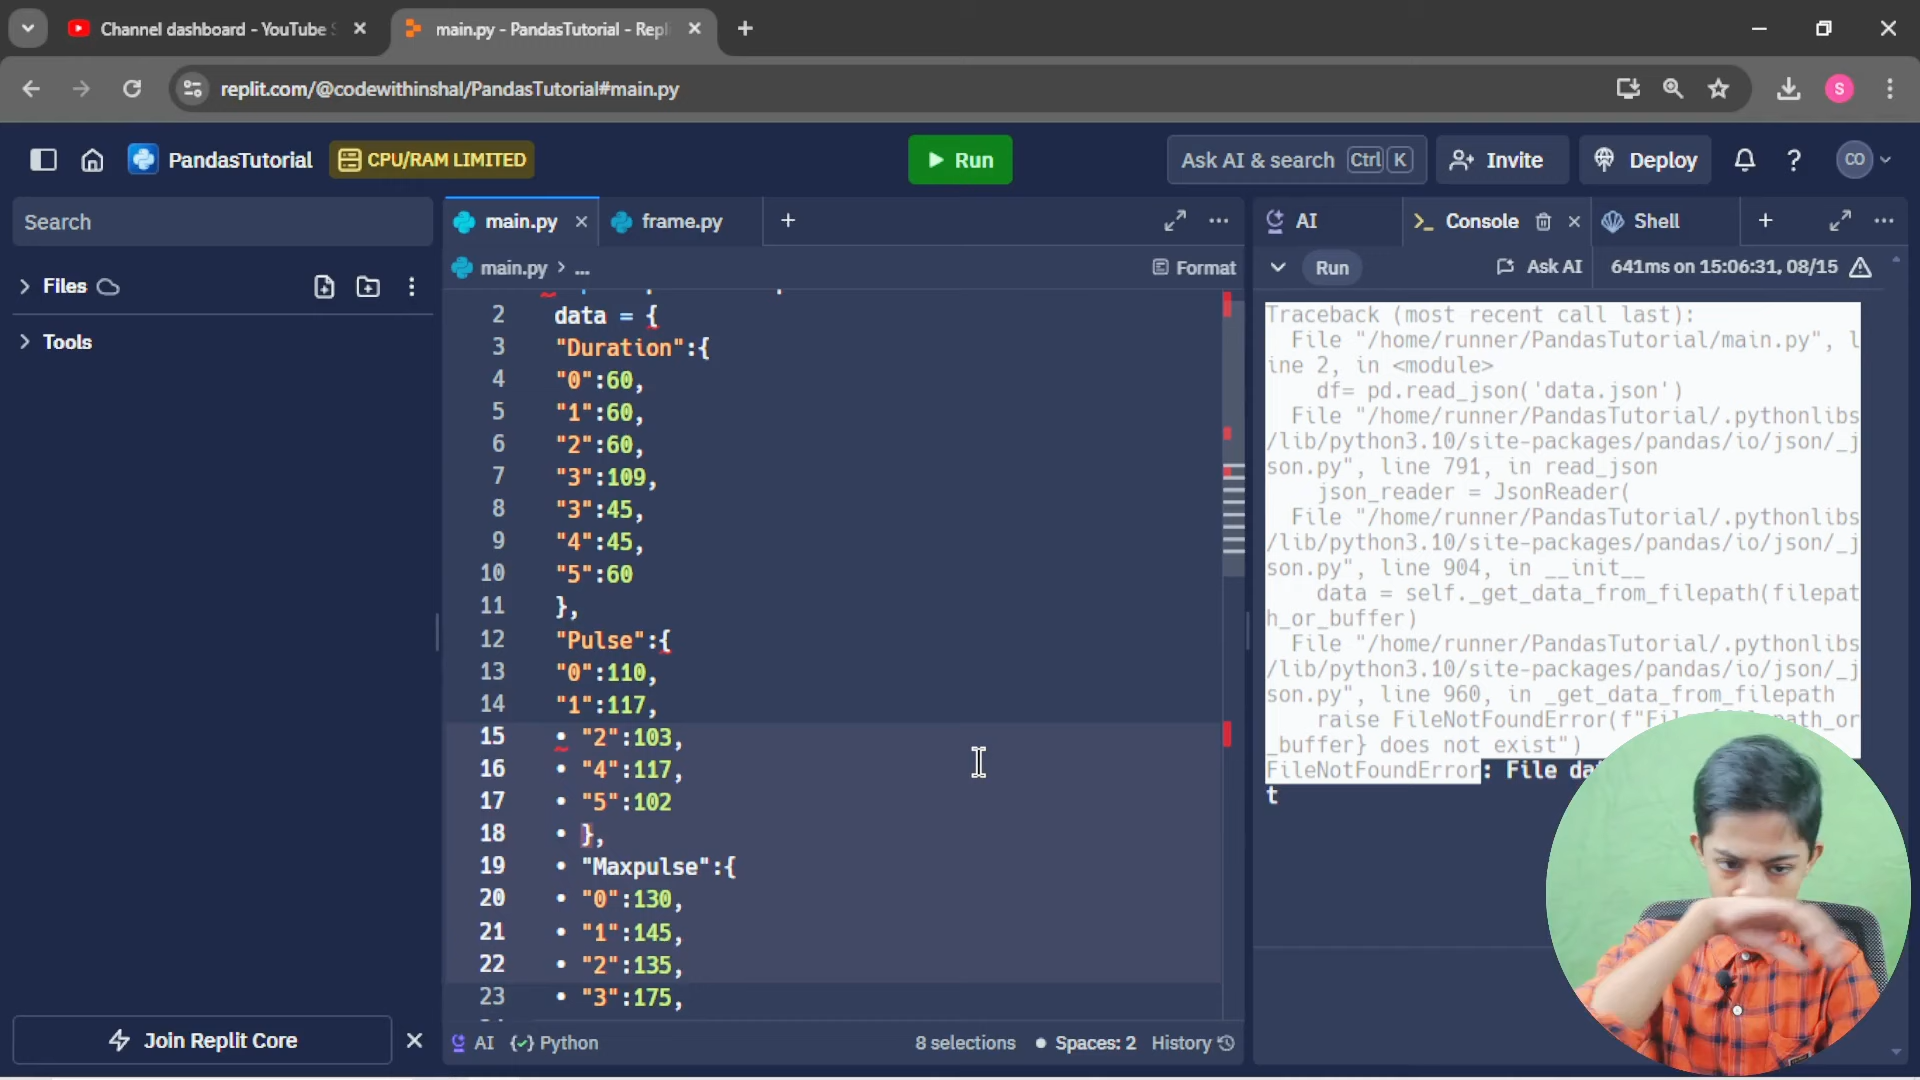 Channel dashboard - YouTube S
main.py - PandasTutorial - Repl
replit.com/@codewithinshal/PandasTutorial#main.py
S
PandasTutorial
CPU/RAM LIMITED
Run
Ask AI & search Ctrl K
Invite
Deploy
CO
Search
Files
Tools
Join Replit Core
main.py
frame.py
main.py > ...
Format
2 data = {
3 "Duration":{
4 "0":60,
5 "1":60,
6 "2":60,
7 "3":109,
8 "3":45,
9 "4":45,
10 "5":60
11 },
12 "Pulse":{
13 "0":110,
14 "1":117,
15 • "2":103,
16 • "4":117,
17 • "5":102
18 • },
19 • "Maxpulse":{
20 • "0":130,
21 • "1":145,
22 • "2":135,
23 • "3":175,
AI
Python
8 selections
Spaces: 2
History
AI
Console
Shell
Run
Ask AI
641ms on 15:06:31, 08/15
Traceback (most recent call last):
File "/home/runner/PandasTutorial/main.py", l
ine 2, in <module>
df= pd.read_json('data.json')
File "/home/runner/PandasTutorial/.pythonlibs
/lib/python3.10/site-packages/pandas/io/json/_j
son.py", line 791, in read_json
json_reader = JsonReader(
File "/home/runner/PandasTutorial/.pythonlibs
/lib/python3.10/site-packages/pandas/io/json/_j
son.py", line 904, in __init__
data = self._get_data_from_filepath(filepat
h_or_buffer)
File "/home/runner/PandasTutorial/.pythonlibs
/lib/python3.10/site-packages/pandas/io/json/_j
son.py", line 960, in _get_data_from_filepath
raise FileNotFoundError(f"Fil path_or
_buffer} does not exist")
FileNotFoundError: File da
t